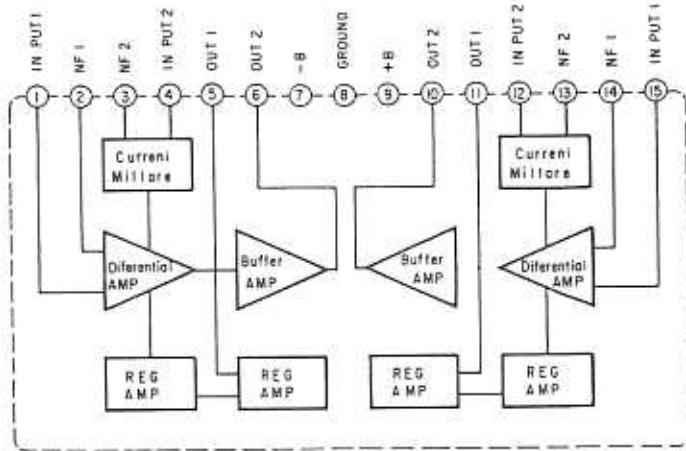 IN PUT 1
NF 1
NF 2
IN PUT 2
OUT 1
OUT 2
-B
GROUND
+B
OUT 2
OUT 1
IN PUT 2
NF 2
NF 1
IN PUT 1
1 2 3 4 5 6 7 8 9 10 11 12 13 14 15
Curreni
Millare
Curreni
Millare
Diferential
AMP
Buffer
AMP
Buffer
AMP
Diferential
AMP
REG
AMP
REG
AMP
REG
AMP
REG
AMP